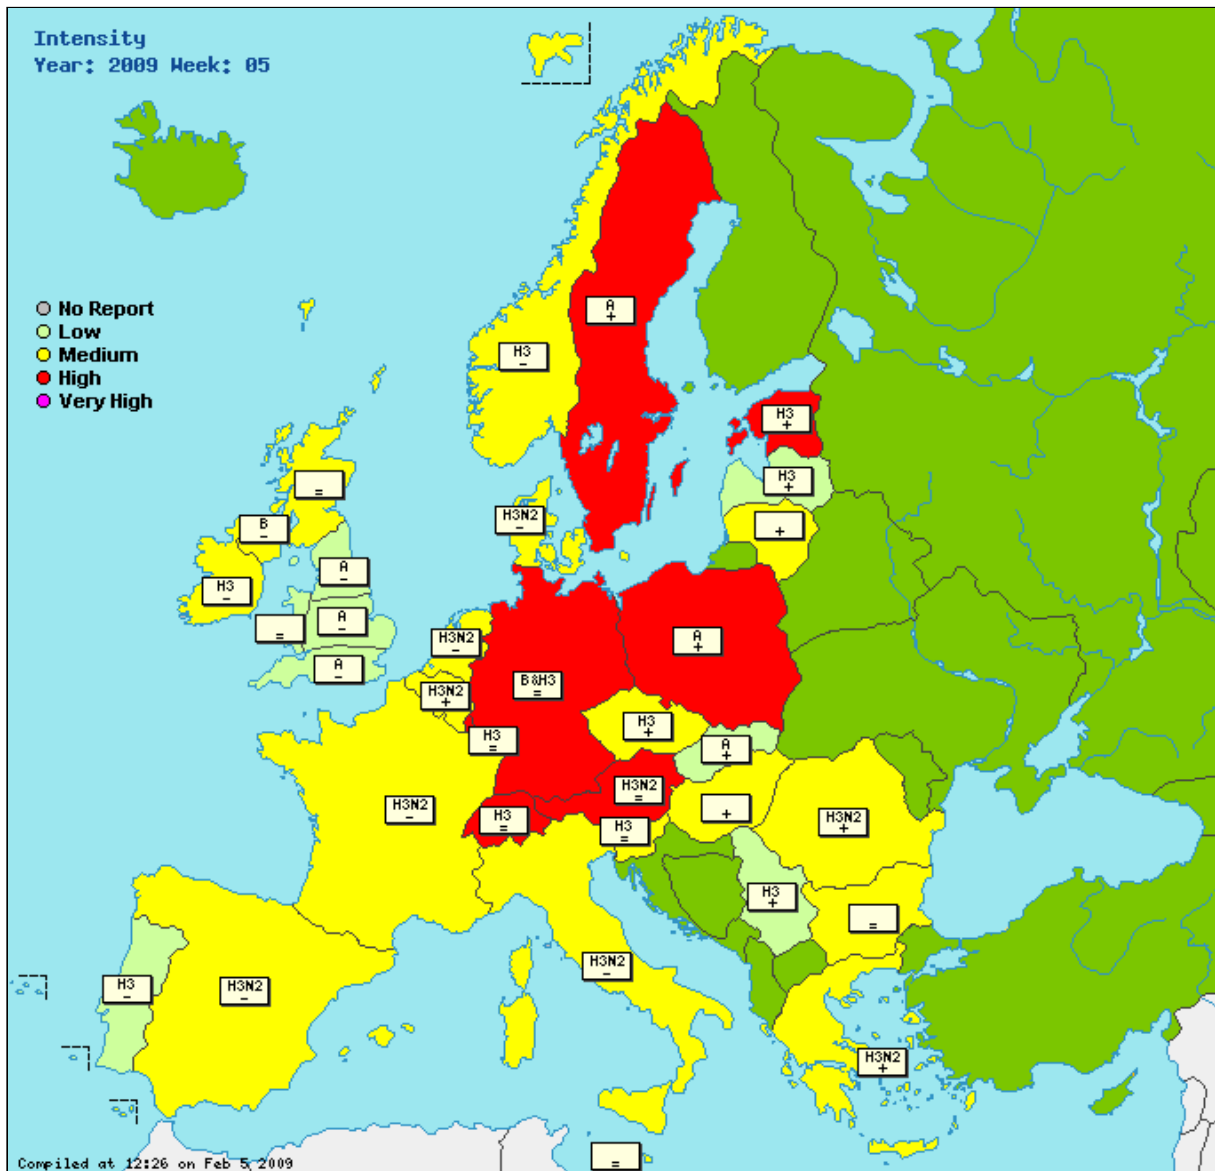 Intensity
Year: 2009 Week: 05
No Report
Low
Medium
High
Very High
A
+
H3
-
H3
+
H3
+
=
H3N2
-
+
B
-
A
-
H3
-
A
-
=
A
-
H3N2
-
A
+
B&H3
=
H3N2
+
H3
+
H3
=
A
+
H3N2
=
H3N2
-
H3
=
+
H3N2
+
H3
=
H3
+
=
H3N2
-
H3
-
H3N2
-
H3N2
+
=
Compiled at 12:26 on Feb 5 2009